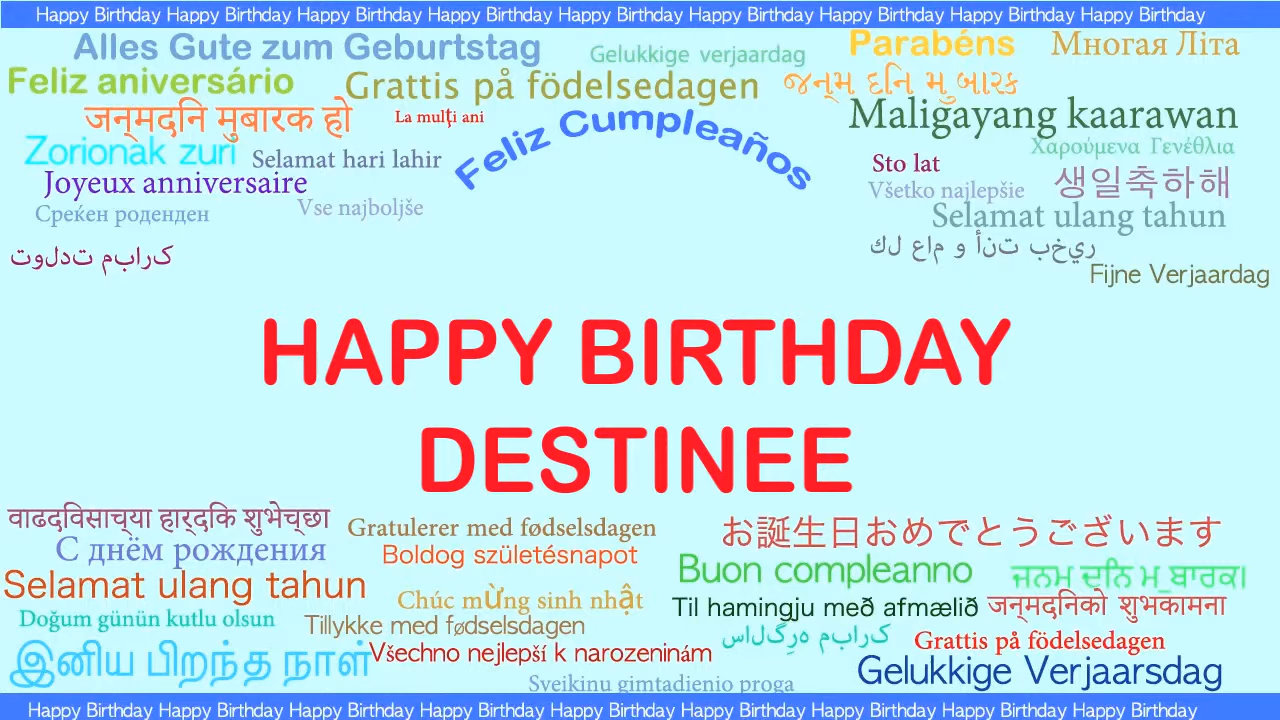 Happy Birthday Happy Birthday Happy Birthday Happy Birthday Happy Birthday Happy Birthday Happy Birthday Happy Birthday Happy Birthday
Alles Gute zum Geburtstag
Gelukkige verjaardag
Parabéns
Многая Літа
Feliz aniversário
Grattis på födelsedagen
જન્મ દિન મુબારક
जन्मदिन मुबारक हो
La mulţi ani
Feliz Cumpleaños
Maligayang kaarawan
Zorionak zuri
Selamat hari lahir
Χαρούμενα Γενέθλια
Sto lat
Joyeux anniversaire
Všetko najlepšie
생일축하해
Среќен роденден
Vse najboljše
Selamat ulang tahun
تولدت مبارک
كل عام و أنت بخير
Fijne Verjaardag
HAPPY BIRTHDAY
DESTINEE
वाढदिवसाच्या हार्दिक शुभेच्छा
Gratulerer med fødselsdagen
お誕生日おめでとうございます
С днём рождения
Boldog születésnapot
Buon compleanno
ਜਨਮ ਦਿਨ ਮੁਬਾਰਕ।
Selamat ulang tahun
Chúc mừng sinh nhật
Til hamingju með afmælið
जन्मदिनको शुभकामना
Doğum günün kutlu olsun
Tillykke med fødselsdagen
سالگرہ مبارک
Grattis på födelsedagen
இனிய பிறந்த நாள்
Všechno nejlepší k narozeninám
Gelukkige Verjaarsdag
Sveikinu gimtadienio proga
Happy Birthday Happy Birthday Happy Birthday Happy Birthday Happy Birthday Happy Birthday Happy Birthday Happy Birthday Happy Birthday